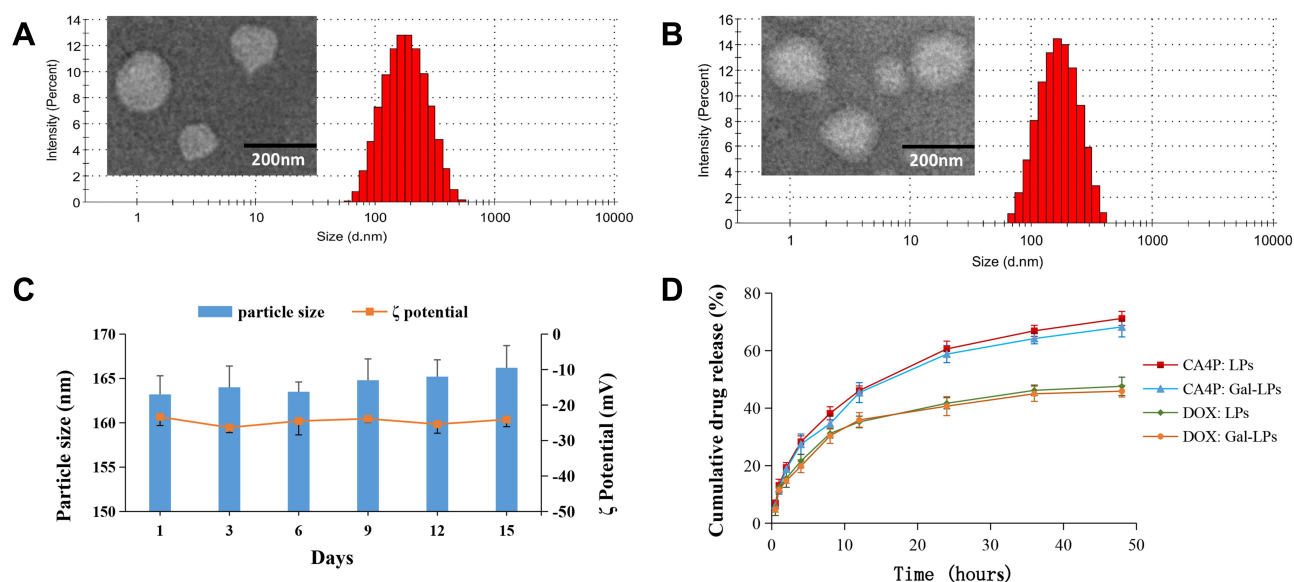 A
Intensity (Percent)
14
12
10
8
6
4
2
0
200nm
1
10
100
1000
10000
Size (d.nm)
B
Intensity (Percent)
16
14
12
10
8
6
4
2
0
200nm
1
10
100
1000
10000
Size (d.nm)
C
particle size
ζ potential
Particle size (nm)
170
165
160
155
150
0
-10
-20
-30
-40
-50
ζ Potential (mV)
1 3 6 9 12 15
Days
D
Cumulative drug release (%)
80
60
40
20
0
0 10 20 30 40 50
Time (hours)
CA4P: LPs
CA4P: Gal-LPs
DOX: LPs
DOX: Gal-LPs